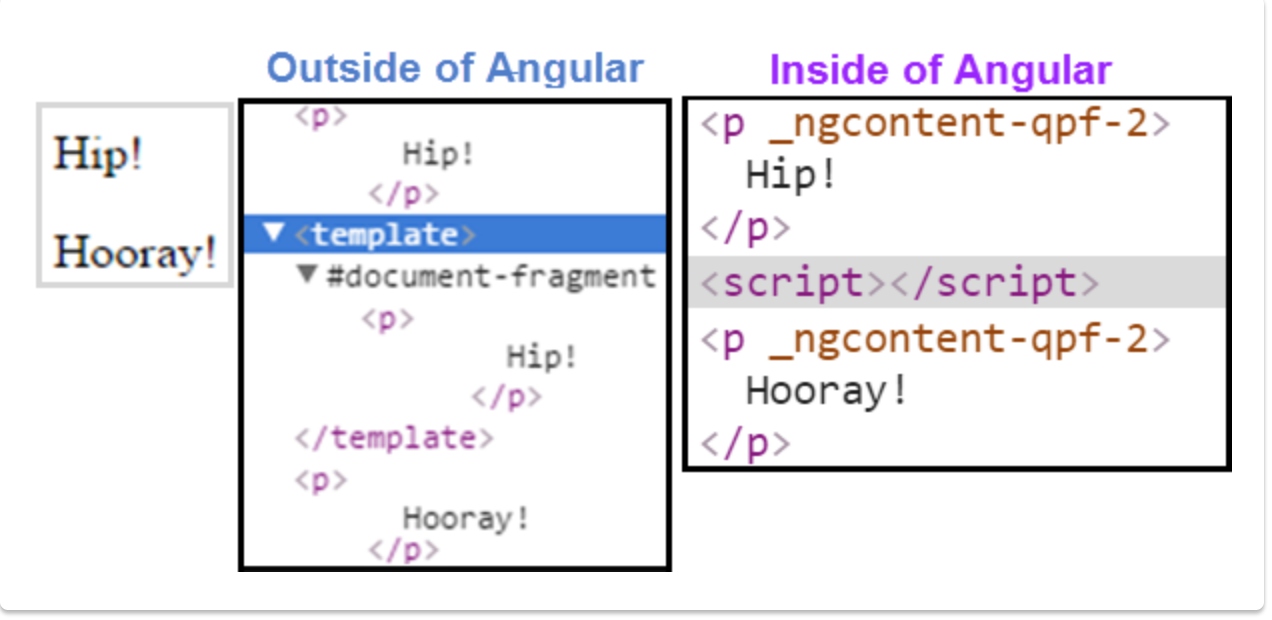 Outside of Angular
Inside of Angular
Hip!
Hooray!
<p>
Hip!
</p>
▼ <template>
▼ #document-fragment
<p>
Hip!
</p>
</template>
<p>
Hooray!
</p>
<p _ngcontent-qpf-2>
Hip!
</p>
<script></script>
<p _ngcontent-qpf-2>
Hooray!
</p>